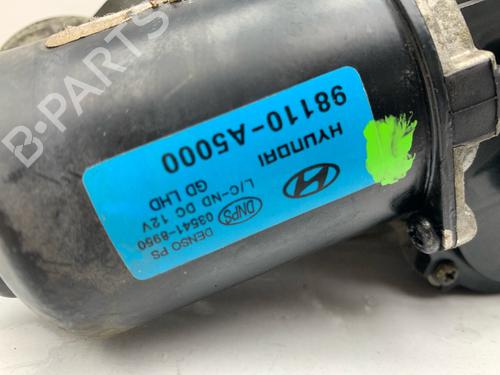 98110-A5000
HYUNDAI
L/C-ND DC 12V
GD LHD
DNPS 03541-8950
DENSO PS
B-PARTS